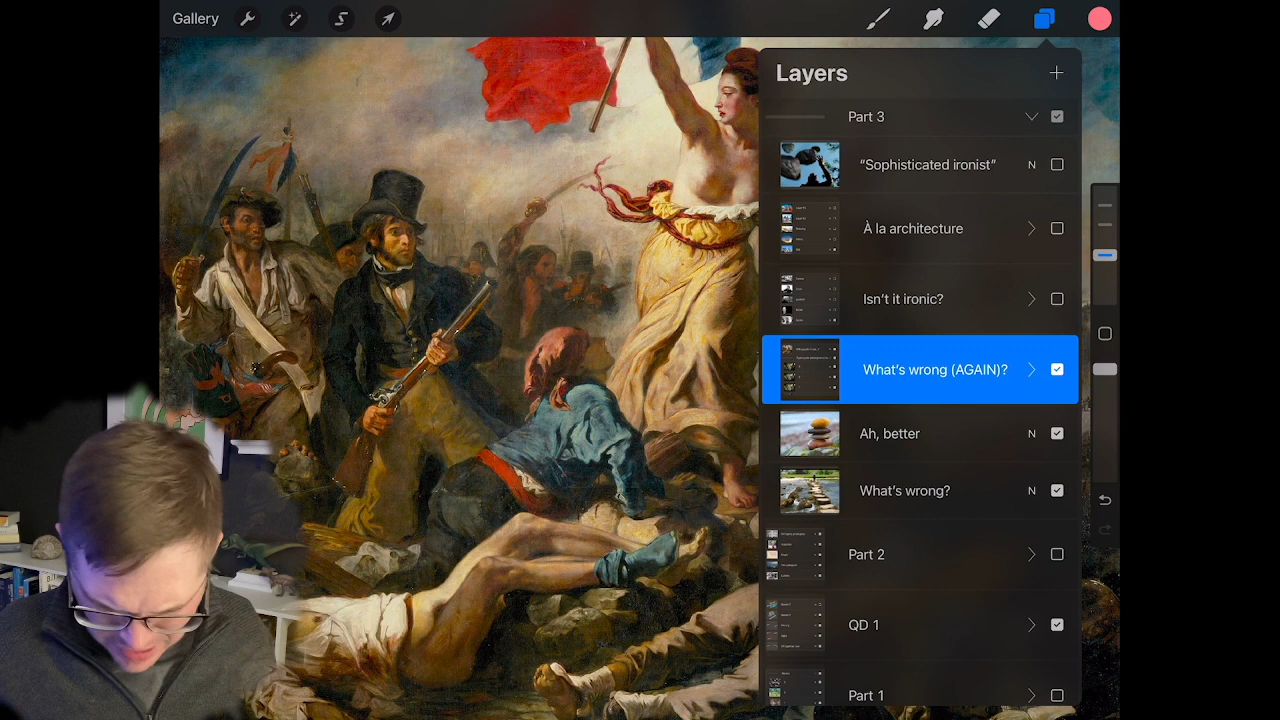 Gallery
Layers
Part 3
“Sophisticated ironist” N
À la architecture
Isn’t it ironic?
What’s wrong (AGAIN)?
Ah, better N
What’s wrong? N
Part 2
QD 1
Part 1